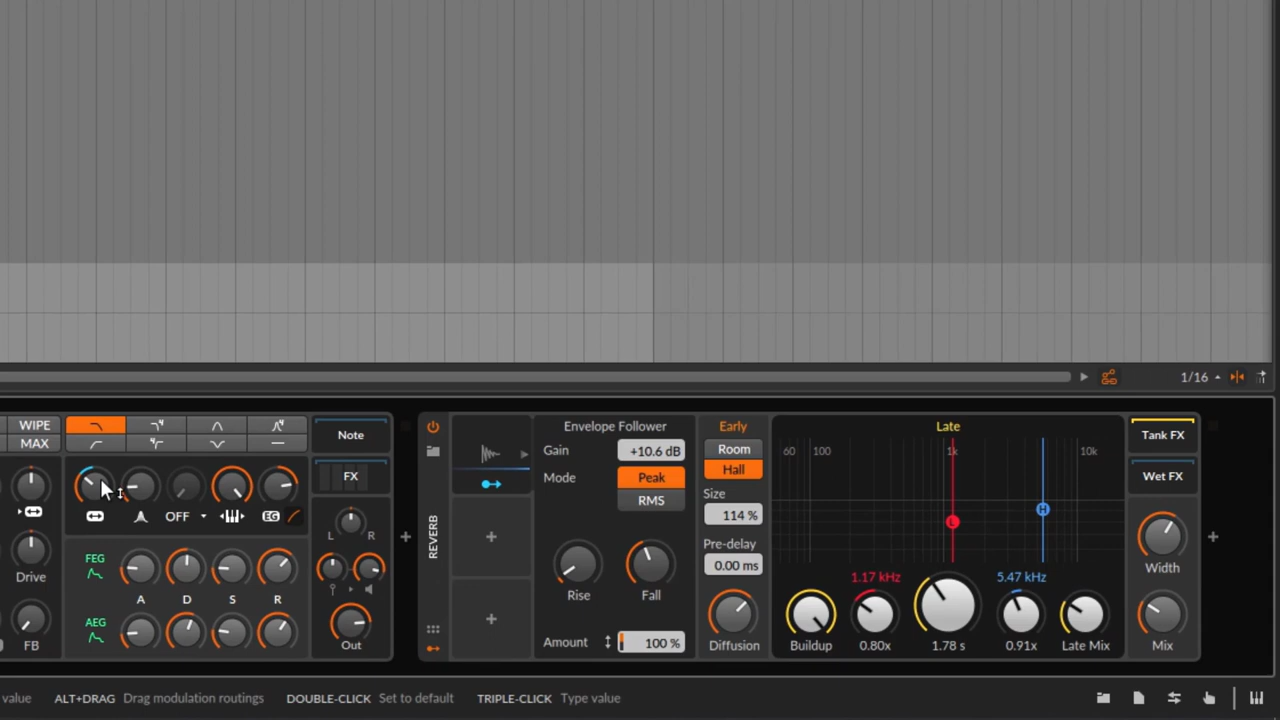 1/16
WIPE
MAX
Note
FX
OFF
EG
L R
Drive
FEG
A D S R
AEG
FB
Out
REVERB
Envelope Follower
Gain +10.6 dB
Mode Peak
RMS
Rise Fall
Amount 100 %
Early
Room
Hall
Size
114 %
Pre-delay
0.00 ms
Diffusion
Late
60 100 1k 10k
L
H
1.17 kHz 5.47 kHz
Buildup 0.80x 1.78 s 0.91x Late Mix
Tank FX
Wet FX
Width
Mix
value ALT+DRAG Drag modulation routings DOUBLE-CLICK Set to default TRIPLE-CLICK Type value